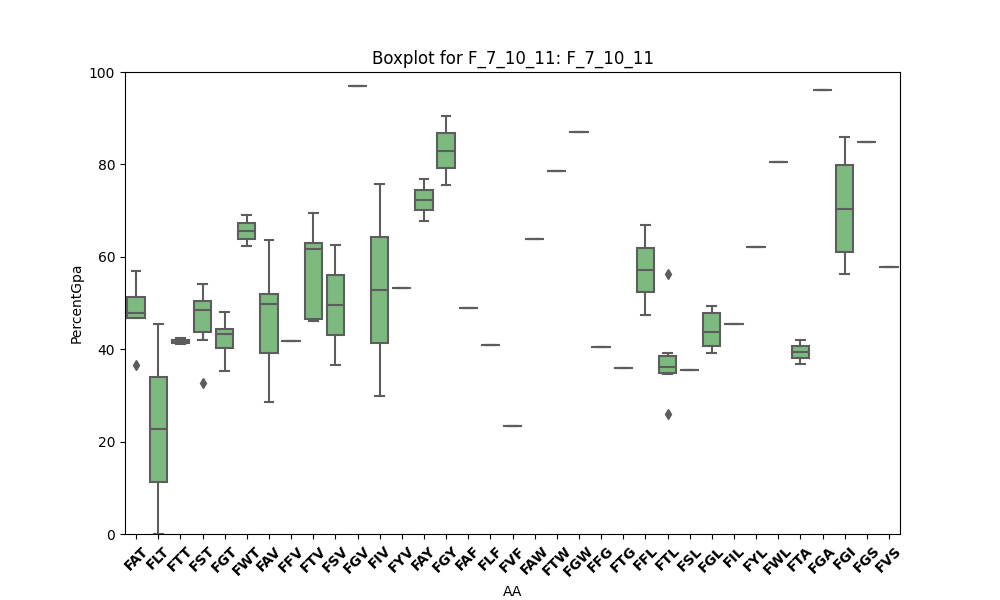 Boxplot for F_7_10_11: F_7_10_11
100
80
60
40
20
0
PercentGpa
FAT FLT FTT FST FGT FWT FAV FFV FTV FSV FGV FIV FYV FAY FGY FAF FLF FVF FAW FTW FGW FFG FTG FFL FTL FSL FGL FIL FYL FWL FTA FGA FGI FGS FVS
AA